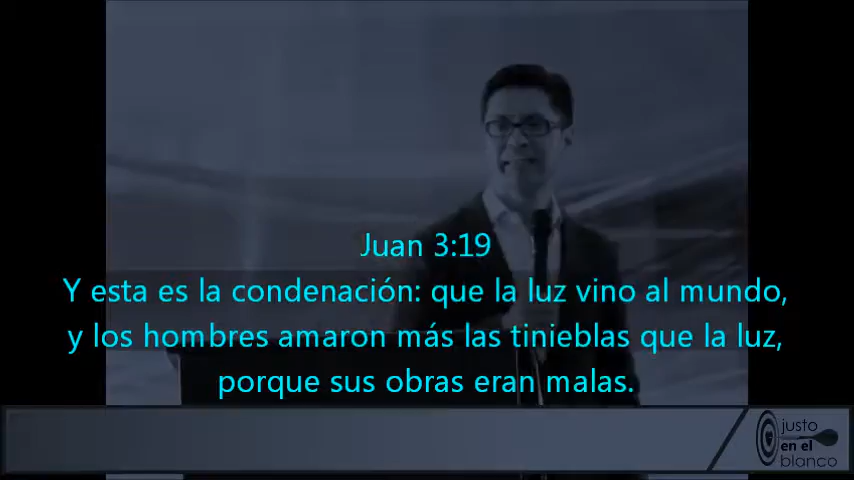 Juan 3:19
Y esta es la condenación: que la luz vino al mundo,
y los hombres amaron más las tinieblas que la luz,
porque sus obras eran malas.
justo
en el
blanco